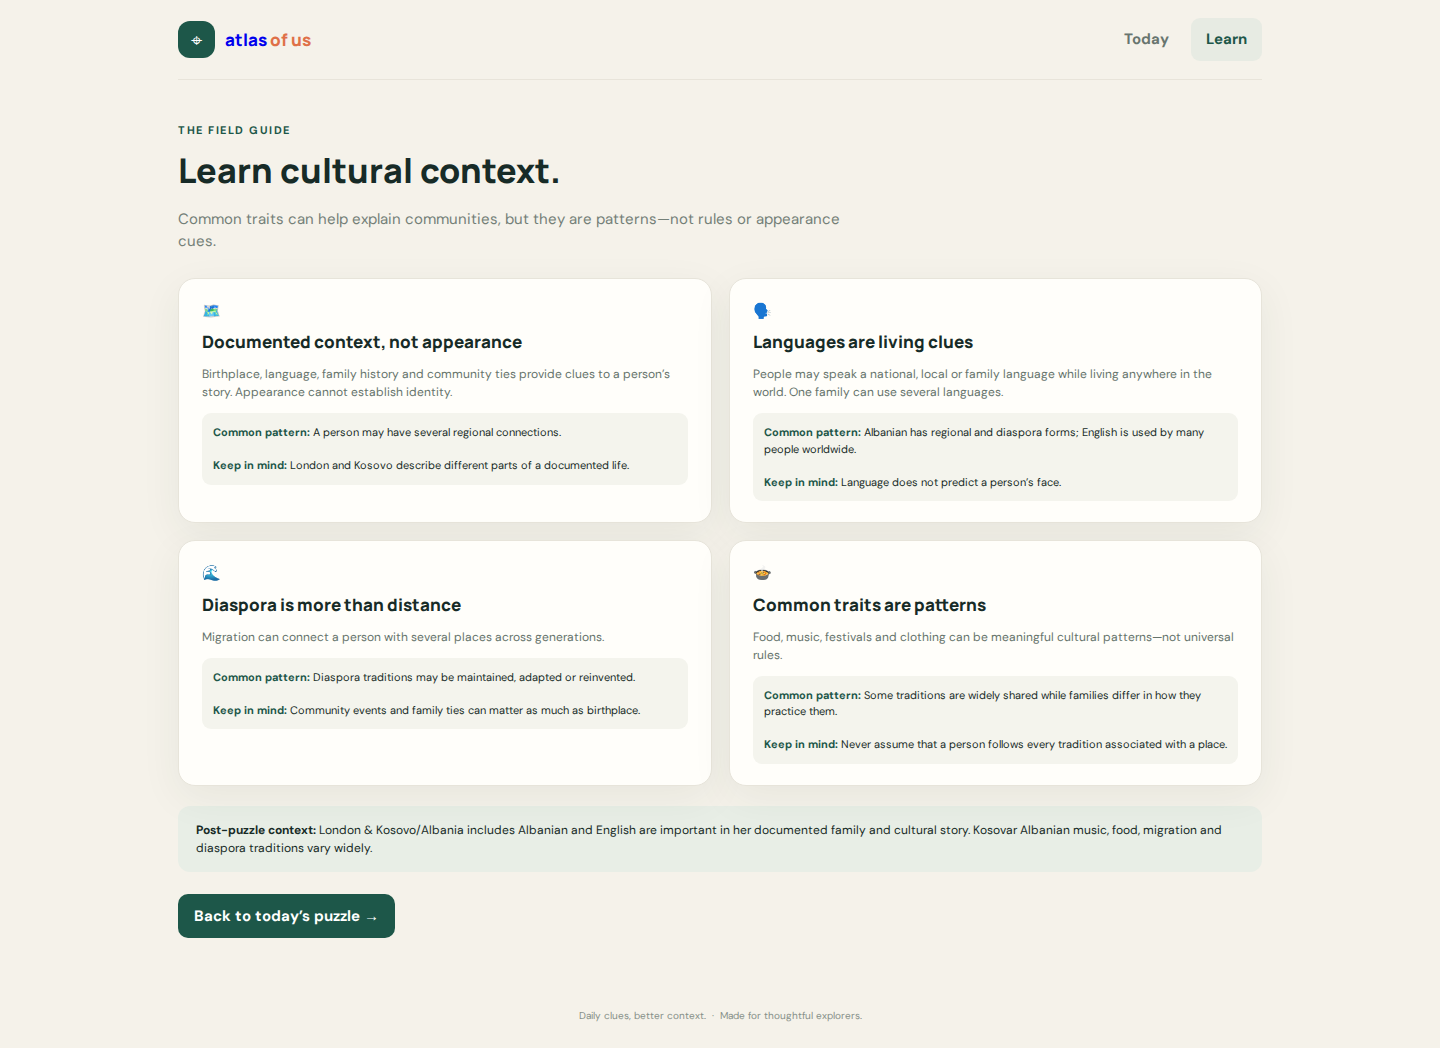 atlas of us
Today
Learn
THE FIELD GUIDE
Learn cultural context.
Common traits can help explain communities, but they are patterns—not rules or appearance
cues.
Documented context, not appearance
Birthplace, language, family history and community ties provide clues to a person’s
story. Appearance cannot establish identity.
Common pattern: A person may have several regional connections.
Keep in mind: London and Kosovo describe different parts of a documented life.
Languages are living clues
People may speak a national, local or family language while living anywhere in the
world. One family can use several languages.
Common pattern: Albanian has regional and diaspora forms; English is used by many
people worldwide.
Keep in mind: Language does not predict a person’s face.
Diaspora is more than distance
Migration can connect a person with several places across generations.
Common pattern: Diaspora traditions may be maintained, adapted or reinvented.
Keep in mind: Community events and family ties can matter as much as birthplace.
Common traits are patterns
Food, music, festivals and clothing can be meaningful cultural patterns—not universal
rules.
Common pattern: Some traditions are widely shared while families differ in how they
practice them.
Keep in mind: Never assume that a person follows every tradition associated with a place.
Post-puzzle context: London & Kosovo/Albania includes Albanian and English are important in her documented family and cultural story. Kosovar Albanian music, food, migration and
diaspora traditions vary widely.
Back to today’s puzzle →
Daily clues, better context. · Made for thoughtful explorers.